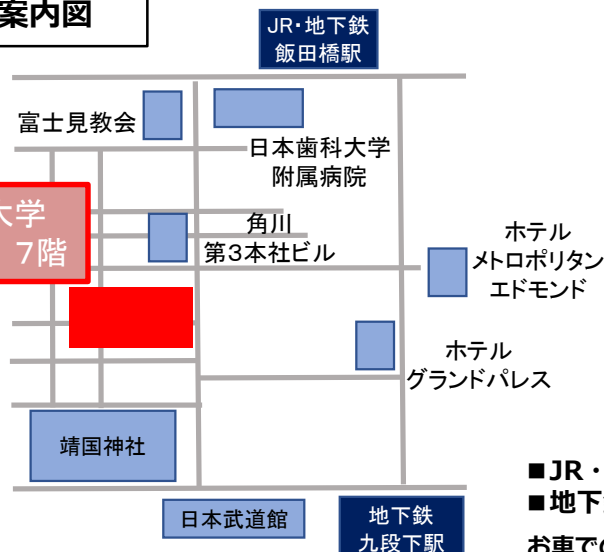 案内図
JR・地下鉄
飯田橋駅
富士見教会
日本歯科大学
附属病院
大学
7階
角川
第3本社ビル
ホテル
メトロポリタン
エドモンド
ホテル
グランドパレス
靖国神社
■JR・
■地下
日本武道館
地下鉄
九段下駅
お車での